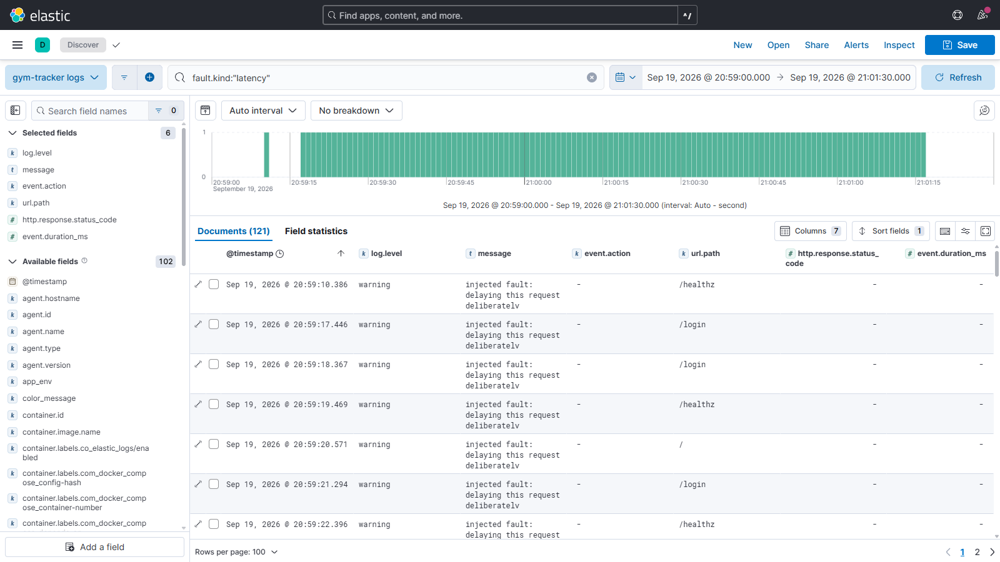 elastic
Find apps, content, and more.
^/
D
Discover
New
Open
Share
Alerts
Inspect
Save
gym-tracker logs
fault.kind:"latency"
Sep 19, 2026 @ 20:59:00.000 → Sep 19, 2026 @ 21:01:30.000
Refresh
Search field names
0
Auto interval
No breakdown
Selected fields
6
k log.level
t message
k event.action
k url.path
# http.response.status_code
# event.duration_ms
Available fields
102
@timestamp
k agent.hostname
k agent.id
k agent.name
k agent.type
k agent.version
k app_env
k color_message
k container.id
k container.image.name
k container.labels.co_elastic_logs/ena
bled
k container.labels.com_docker_comp
ose_config-hash
k container.labels.com_docker_comp
ose_container-number
k container.labels.com_docker_comp
Add a field
1
0
20:59:00
September 19, 2026
20:59:15
20:59:30
20:59:45
21:00:00
21:00:15
21:00:30
21:00:45
21:01:00
21:01:15
Sep 19, 2026 @ 20:59:00.000 - Sep 19, 2026 @ 21:01:30.000 (interval: Auto - second)
Documents (121)
Field statistics
Columns 7
Sort fields 1
@timestamp
k log.level
t message
k event.action
k url.path
# http.response.status_
code
# event.duration_ms
Sep 19, 2026 @ 20:59:10.386 warning injected fault: - /healthz - -
delaying this request
deliberately
Sep 19, 2026 @ 20:59:17.446 warning injected fault: - /login - -
delaying this request
deliberately
Sep 19, 2026 @ 20:59:18.367 warning injected fault: - /login - -
delaying this request
deliberately
Sep 19, 2026 @ 20:59:19.469 warning injected fault: - /healthz - -
delaying this request
deliberately
Sep 19, 2026 @ 20:59:20.571 warning injected fault: - / - -
delaying this request
deliberately
Sep 19, 2026 @ 20:59:21.294 warning injected fault: - /login - -
delaying this request
deliberately
Sep 19, 2026 @ 20:59:22.396 warning injected fault: - /healthz - -
delaying this request
Rows per page: 100
1
2